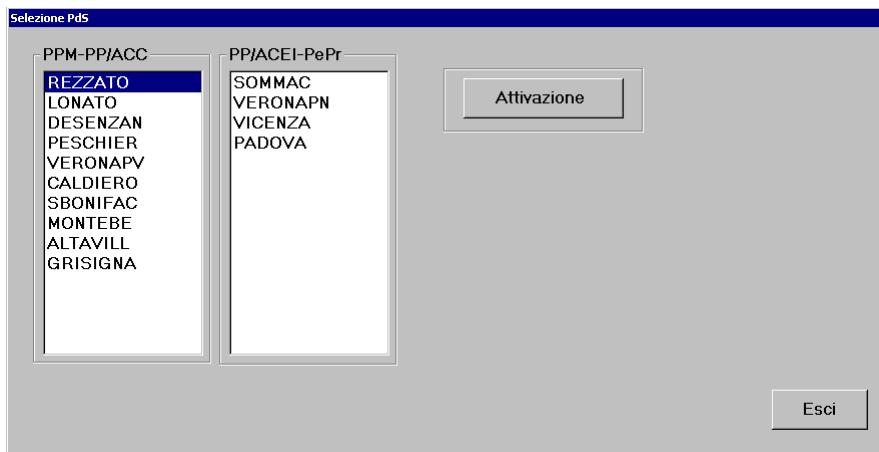 Selezione PdS
PPM-PP/ACC
REZZATO
LONATO
DESENZAN
PESCHIER
VERONAPV
CALDIERO
SBONIFAC
MONTEBE
ALTAVILL
GRISIGNA
PP/ACEI-PePr
SOMMAC
VERONAPN
VICENZA
PADOVA
Attivazione
Esci